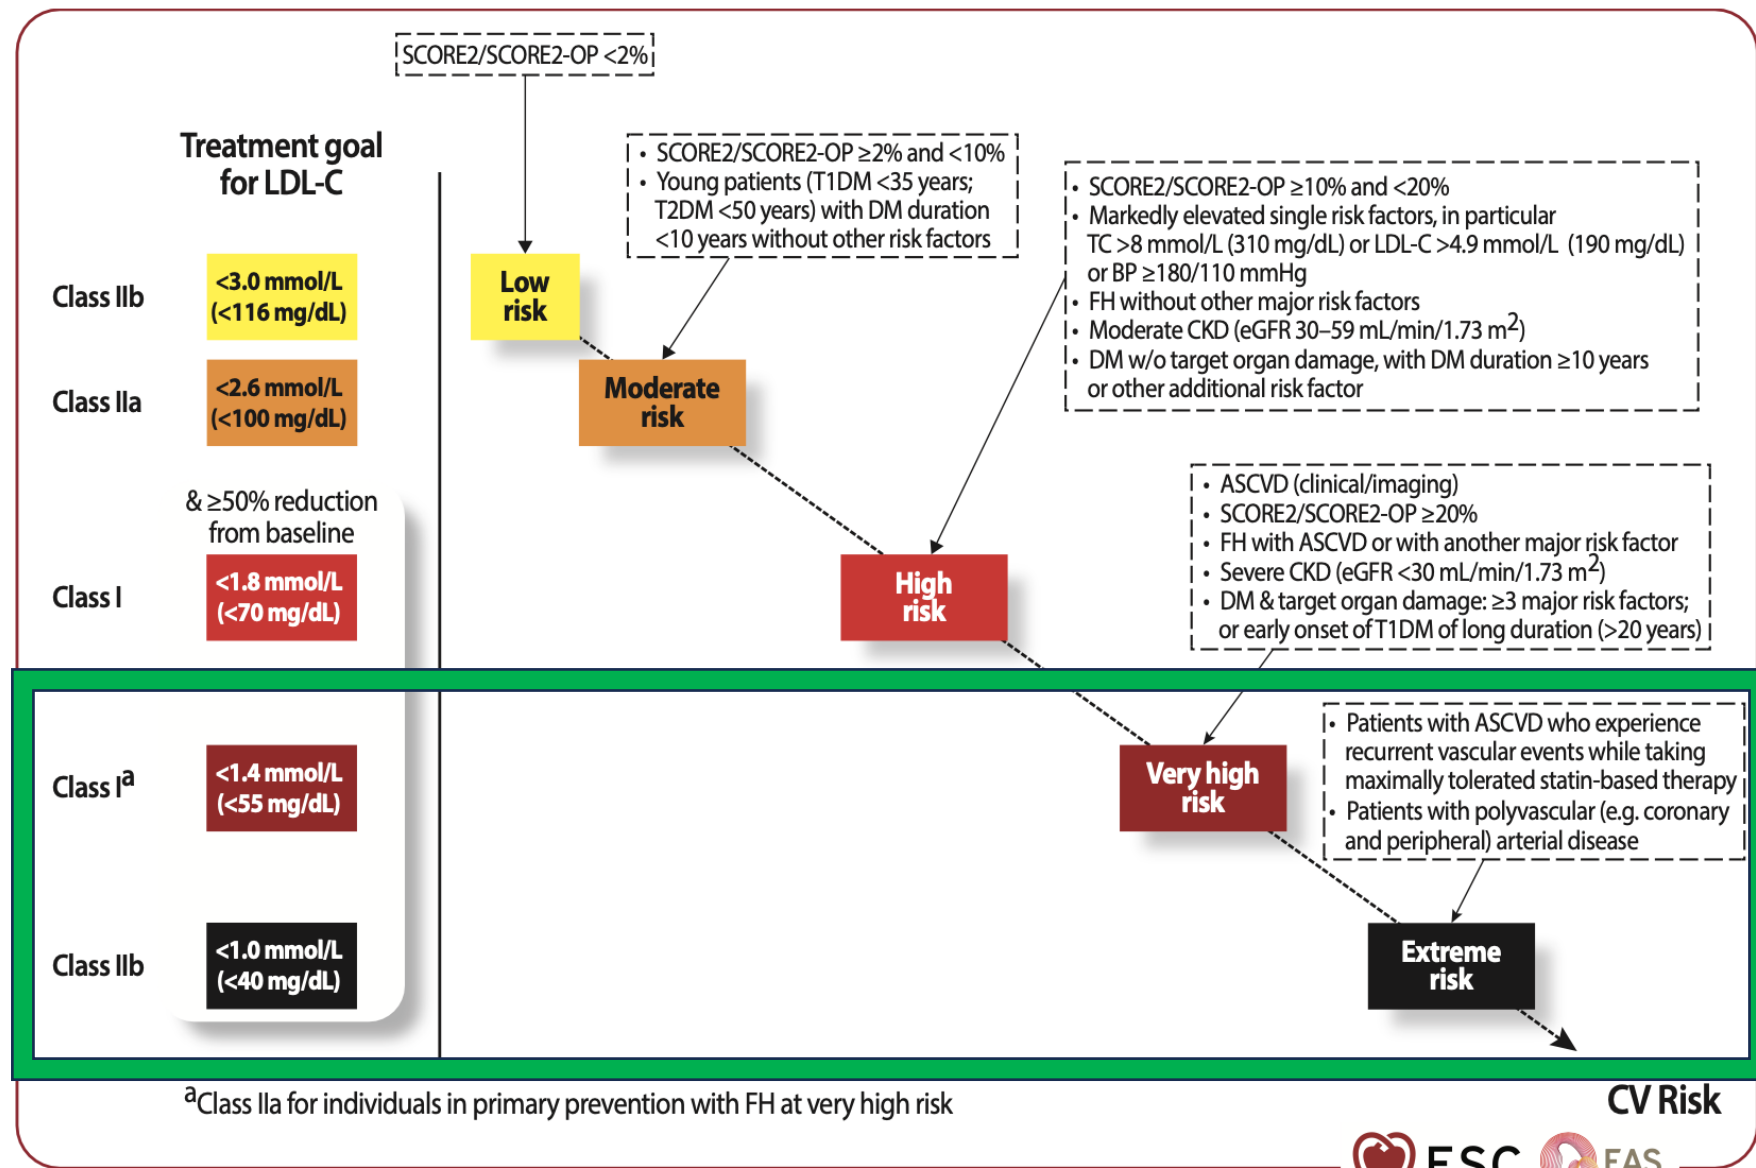 SCORE2/SCORE2-OP <2%
Treatment goal
for LDL-C
• SCORE2/SCORE2-OP ≥2% and <10%
• Young patients (T1DM <35 years;
T2DM <50 years) with DM duration
<10 years without other risk factors
• SCORE2/SCORE2-OP ≥10% and <20%
• Markedly elevated single risk factors, in particular
TC >8 mmol/L (310 mg/dL) or LDL-C >4.9 mmol/L (190 mg/dL)
or BP ≥180/110 mmHg
• FH without other major risk factors
• Moderate CKD (eGFR 30–59 mL/min/1.73 m²)
• DM w/o target organ damage, with DM duration ≥10 years
or other additional risk factor
Class IIb
<3.0 mmol/L
(<116 mg/dL)
Low
risk
Class IIa
<2.6 mmol/L
(<100 mg/dL)
Moderate
risk
& ≥50% reduction
from baseline
• ASCVD (clinical/imaging)
• SCORE2/SCORE2-OP ≥20%
• FH with ASCVD or with another major risk factor
• Severe CKD (eGFR <30 mL/min/1.73 m²)
• DM & target organ damage: ≥3 major risk factors;
or early onset of T1DM of long duration (>20 years)
Class I
<1.8 mmol/L
(<70 mg/dL)
High
risk
Class Iª
<1.4 mmol/L
(<55 mg/dL)
Very high
risk
• Patients with ASCVD who experience
recurrent vascular events while taking
maximally tolerated statin-based therapy
• Patients with polyvascular (e.g. coronary
and peripheral) arterial disease
Class IIb
<1.0 mmol/L
(<40 mg/dL)
Extreme
risk
ªClass IIa for individuals in primary prevention with FH at very high risk
CV Risk
ESC
EAS